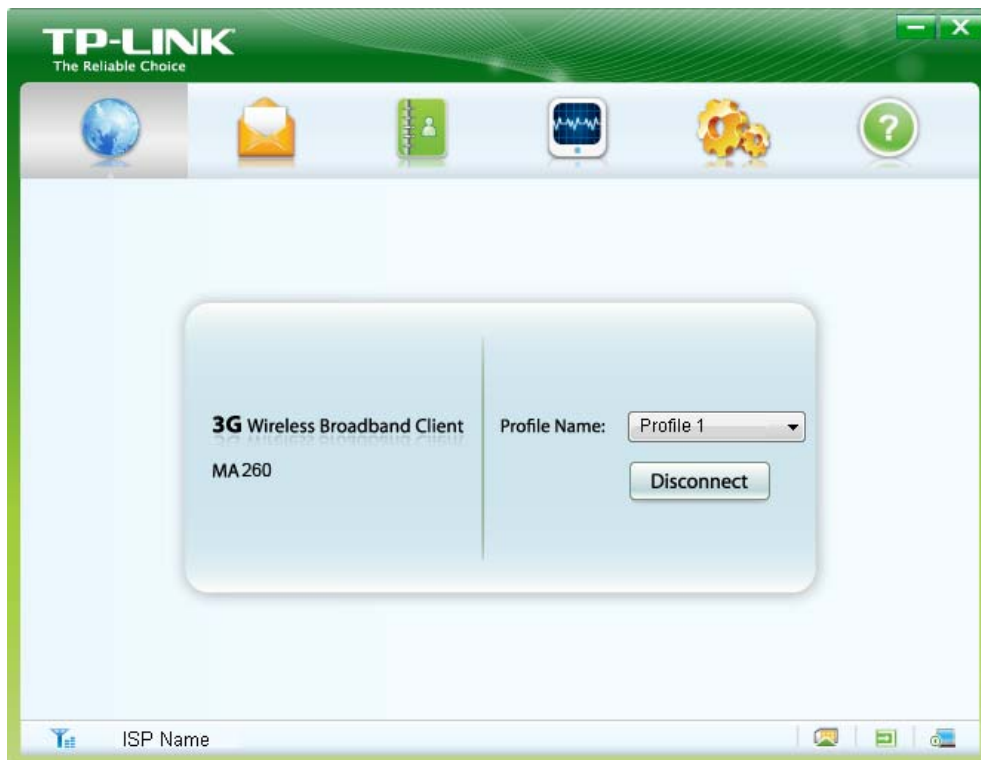 TP-LINK
The Reliable Choice
?
3G Wireless Broadband Client
MA260
Profile Name: Profile 1
Disconnect
ISP Name